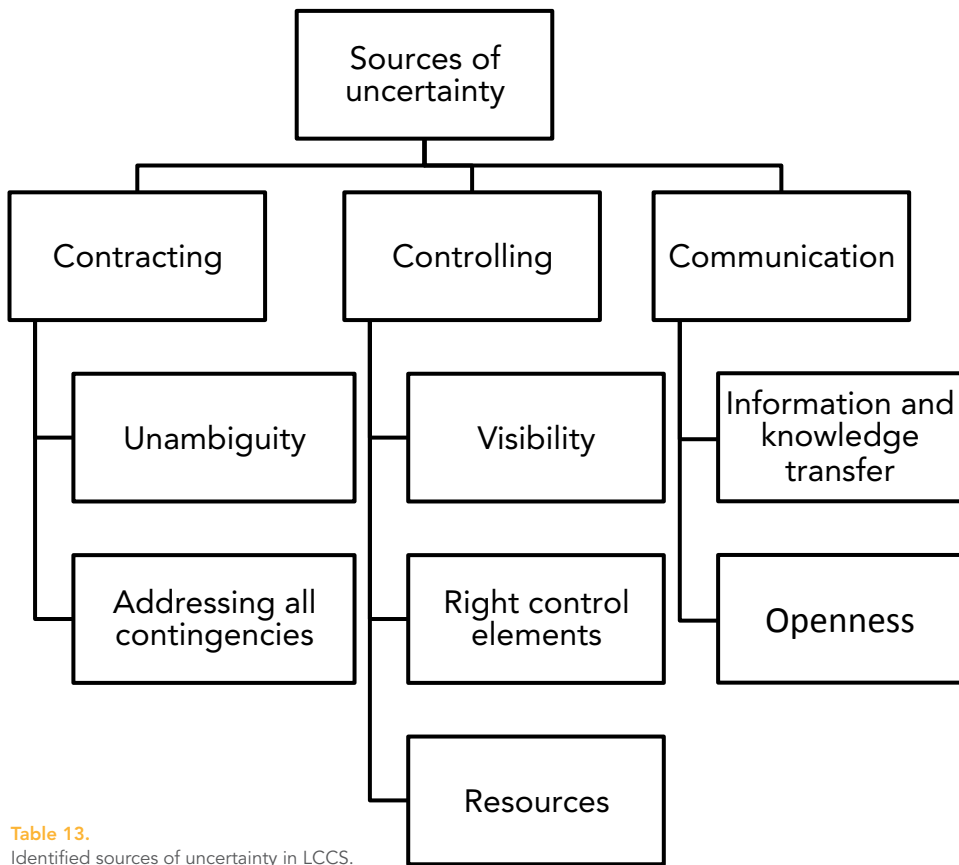 Sources of
uncertainty
Contracting
Controlling
Communication
Unambiguity
Visibility
Information and
knowledge
transfer
Addressing all
contingencies
Right control
elements
Openness
Resources
Table 13.
Identified sources of uncertainty in LCCS.